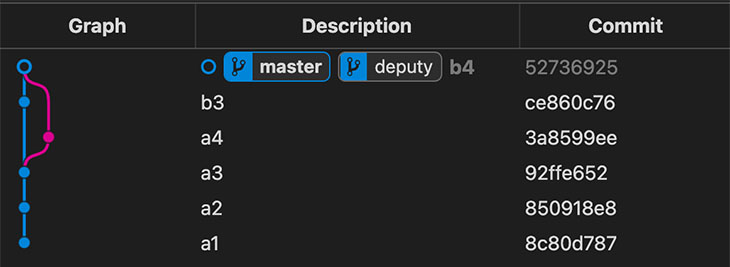 Graph Description Commit
master deputy b4 52736925
b3 ce860c76
a4 3a8599ee
a3 92ffe652
a2 850918e8
a1 8c80d787